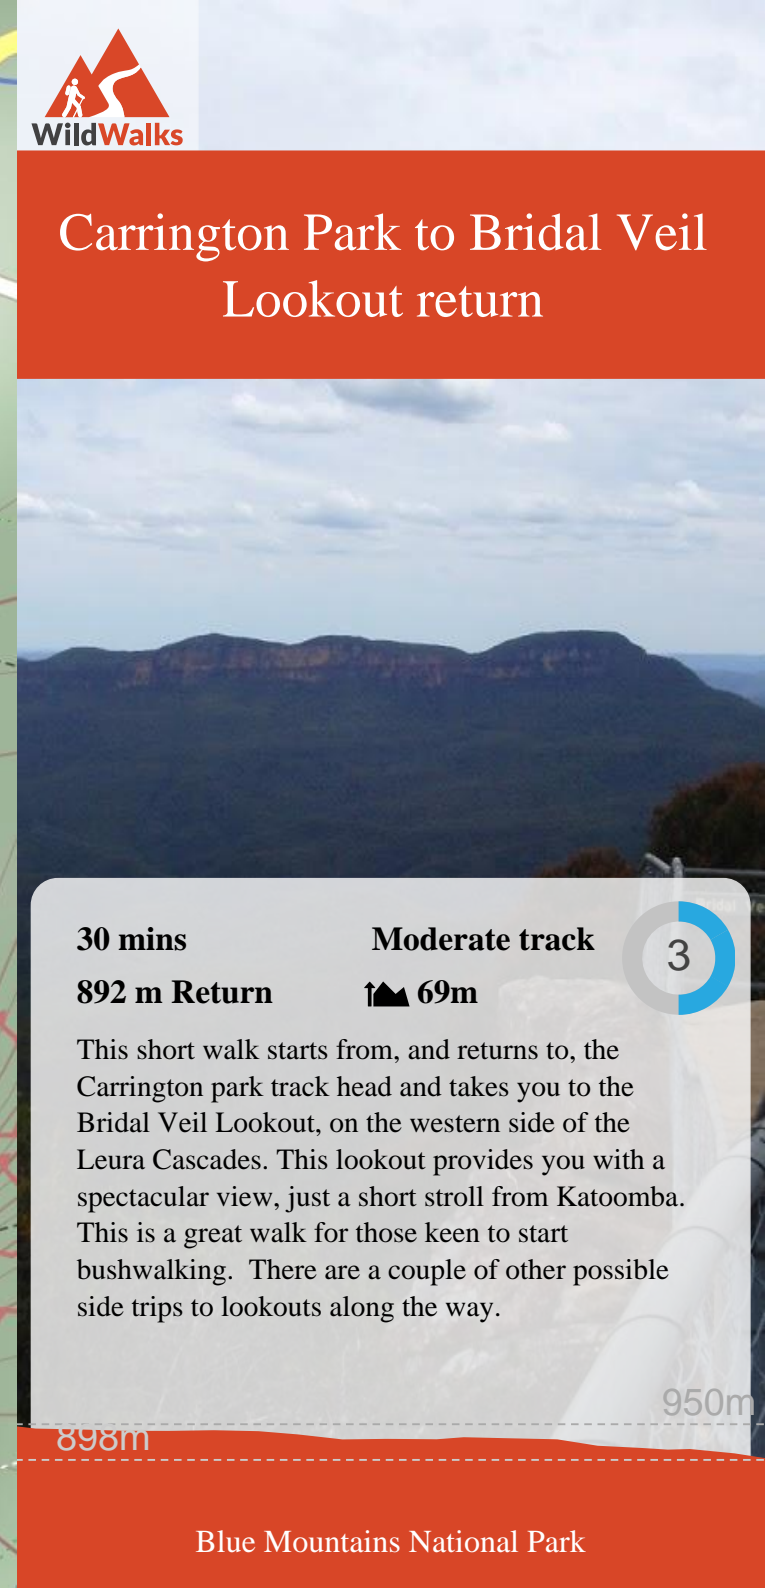 WildWalks
Carrington Park to Bridal Veil
Lookout return
30 mins
Moderate track
3
892 m Return
69m
This short walk starts from, and returns to, the
Carrington park track head and takes you to the
Bridal Veil Lookout, on the western side of the
Leura Cascades. This lookout provides you with a
spectacular view, just a short stroll from Katoomba.
This is a great walk for those keen to start
bushwalking.  There are a couple of other possible
side trips to lookouts along the way.
950m
898m
Blue Mountains National Park